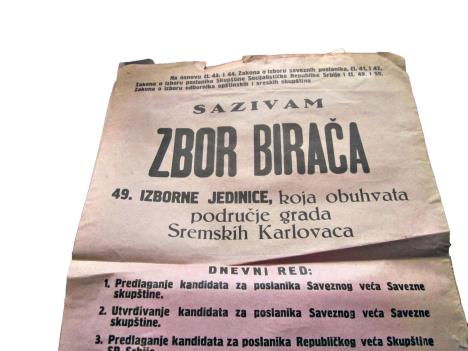 Na osnovu čl. 43. i 44. Zakona o izboru saveznih poslanika, čl. 41. i 42.
Zakona o izboru poslanika Skupštine Socijalističke Republike Srbije i čl. 49. i 50.
Zakona o izboru odbornika opštinskih i sreskih skupština
SAZIVAM
ZBOR BIRAČA
49. IZBORNE JEDINICE, koja obuhvata
područje grada
Sremskih Karlovaca
DNEVNI RED:
1. Predlaganje kandidata za poslanika Saveznog veća Savezne
skupštine.
2. Utvrđivanje kandidata za poslanika Saveznog veća Savezne
skupštine.
3. Predlaganje kandidata za poslanika Republičkog veća Skupštine
SR Srbije